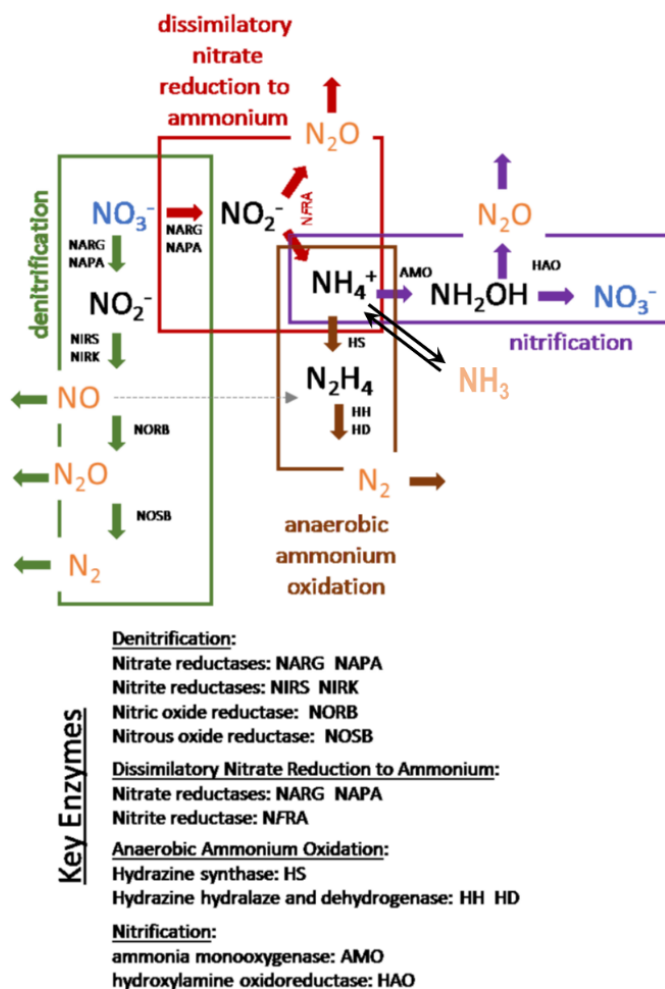 dissimilatory
nitrate
reduction to
ammonium
N₂O
denitrification
NO₃⁻
NARG
NAPA
NO₂⁻
NFRA
N₂O
NARG
NAPA
NH₄⁺
AMO
NH₂OH
HAO
NO₃⁻
NO₂⁻
nitrification
NIRS
NIRK
HS
NO
N₂H₄
NH₃
NORB
HH
HD
N₂O
N₂
NOSB
anaerobic
ammonium
oxidation
N₂
Key Enzymes
Denitrification:
Nitrate reductases: NARG NAPA
Nitrite reductases: NIRS NIRK
Nitric oxide reductase: NORB
Nitrous oxide reductase: NOSB
Dissimilatory Nitrate Reduction to Ammonium:
Nitrate reductases: NARG NAPA
Nitrite reductase: NFRA
Anaerobic Ammonium Oxidation:
Hydrazine synthase: HS
Hydrazine hydralaze and dehydrogenase: HH HD
Nitrification:
ammonia monooxygenase: AMO
hydroxylamine oxidoreductase: HAO